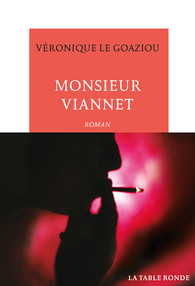 VÉRONIQUE LE GOAZIOU
MONSIEUR
VIANNET
ROMAN
LA TABLE RONDE